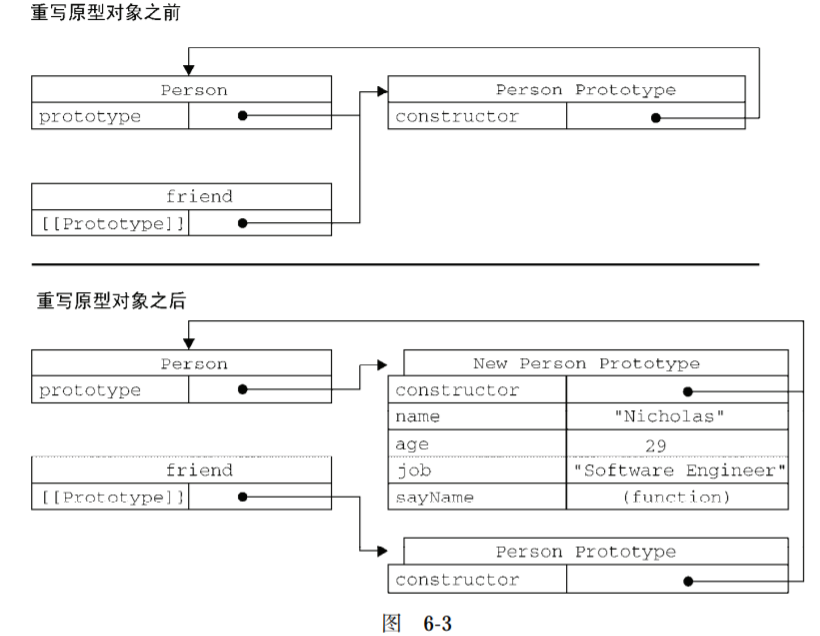 重写原型对象之前
Person
prototype
Person Prototype
constructor
friend
[[Prototype]]
重写原型对象之后
Person
prototype
New Person Prototype
constructor
name "Nicholas"
age 29
job "Software Engineer"
sayName (function)
friend
[[Prototype]]
Person Prototype
constructor
图 6-3